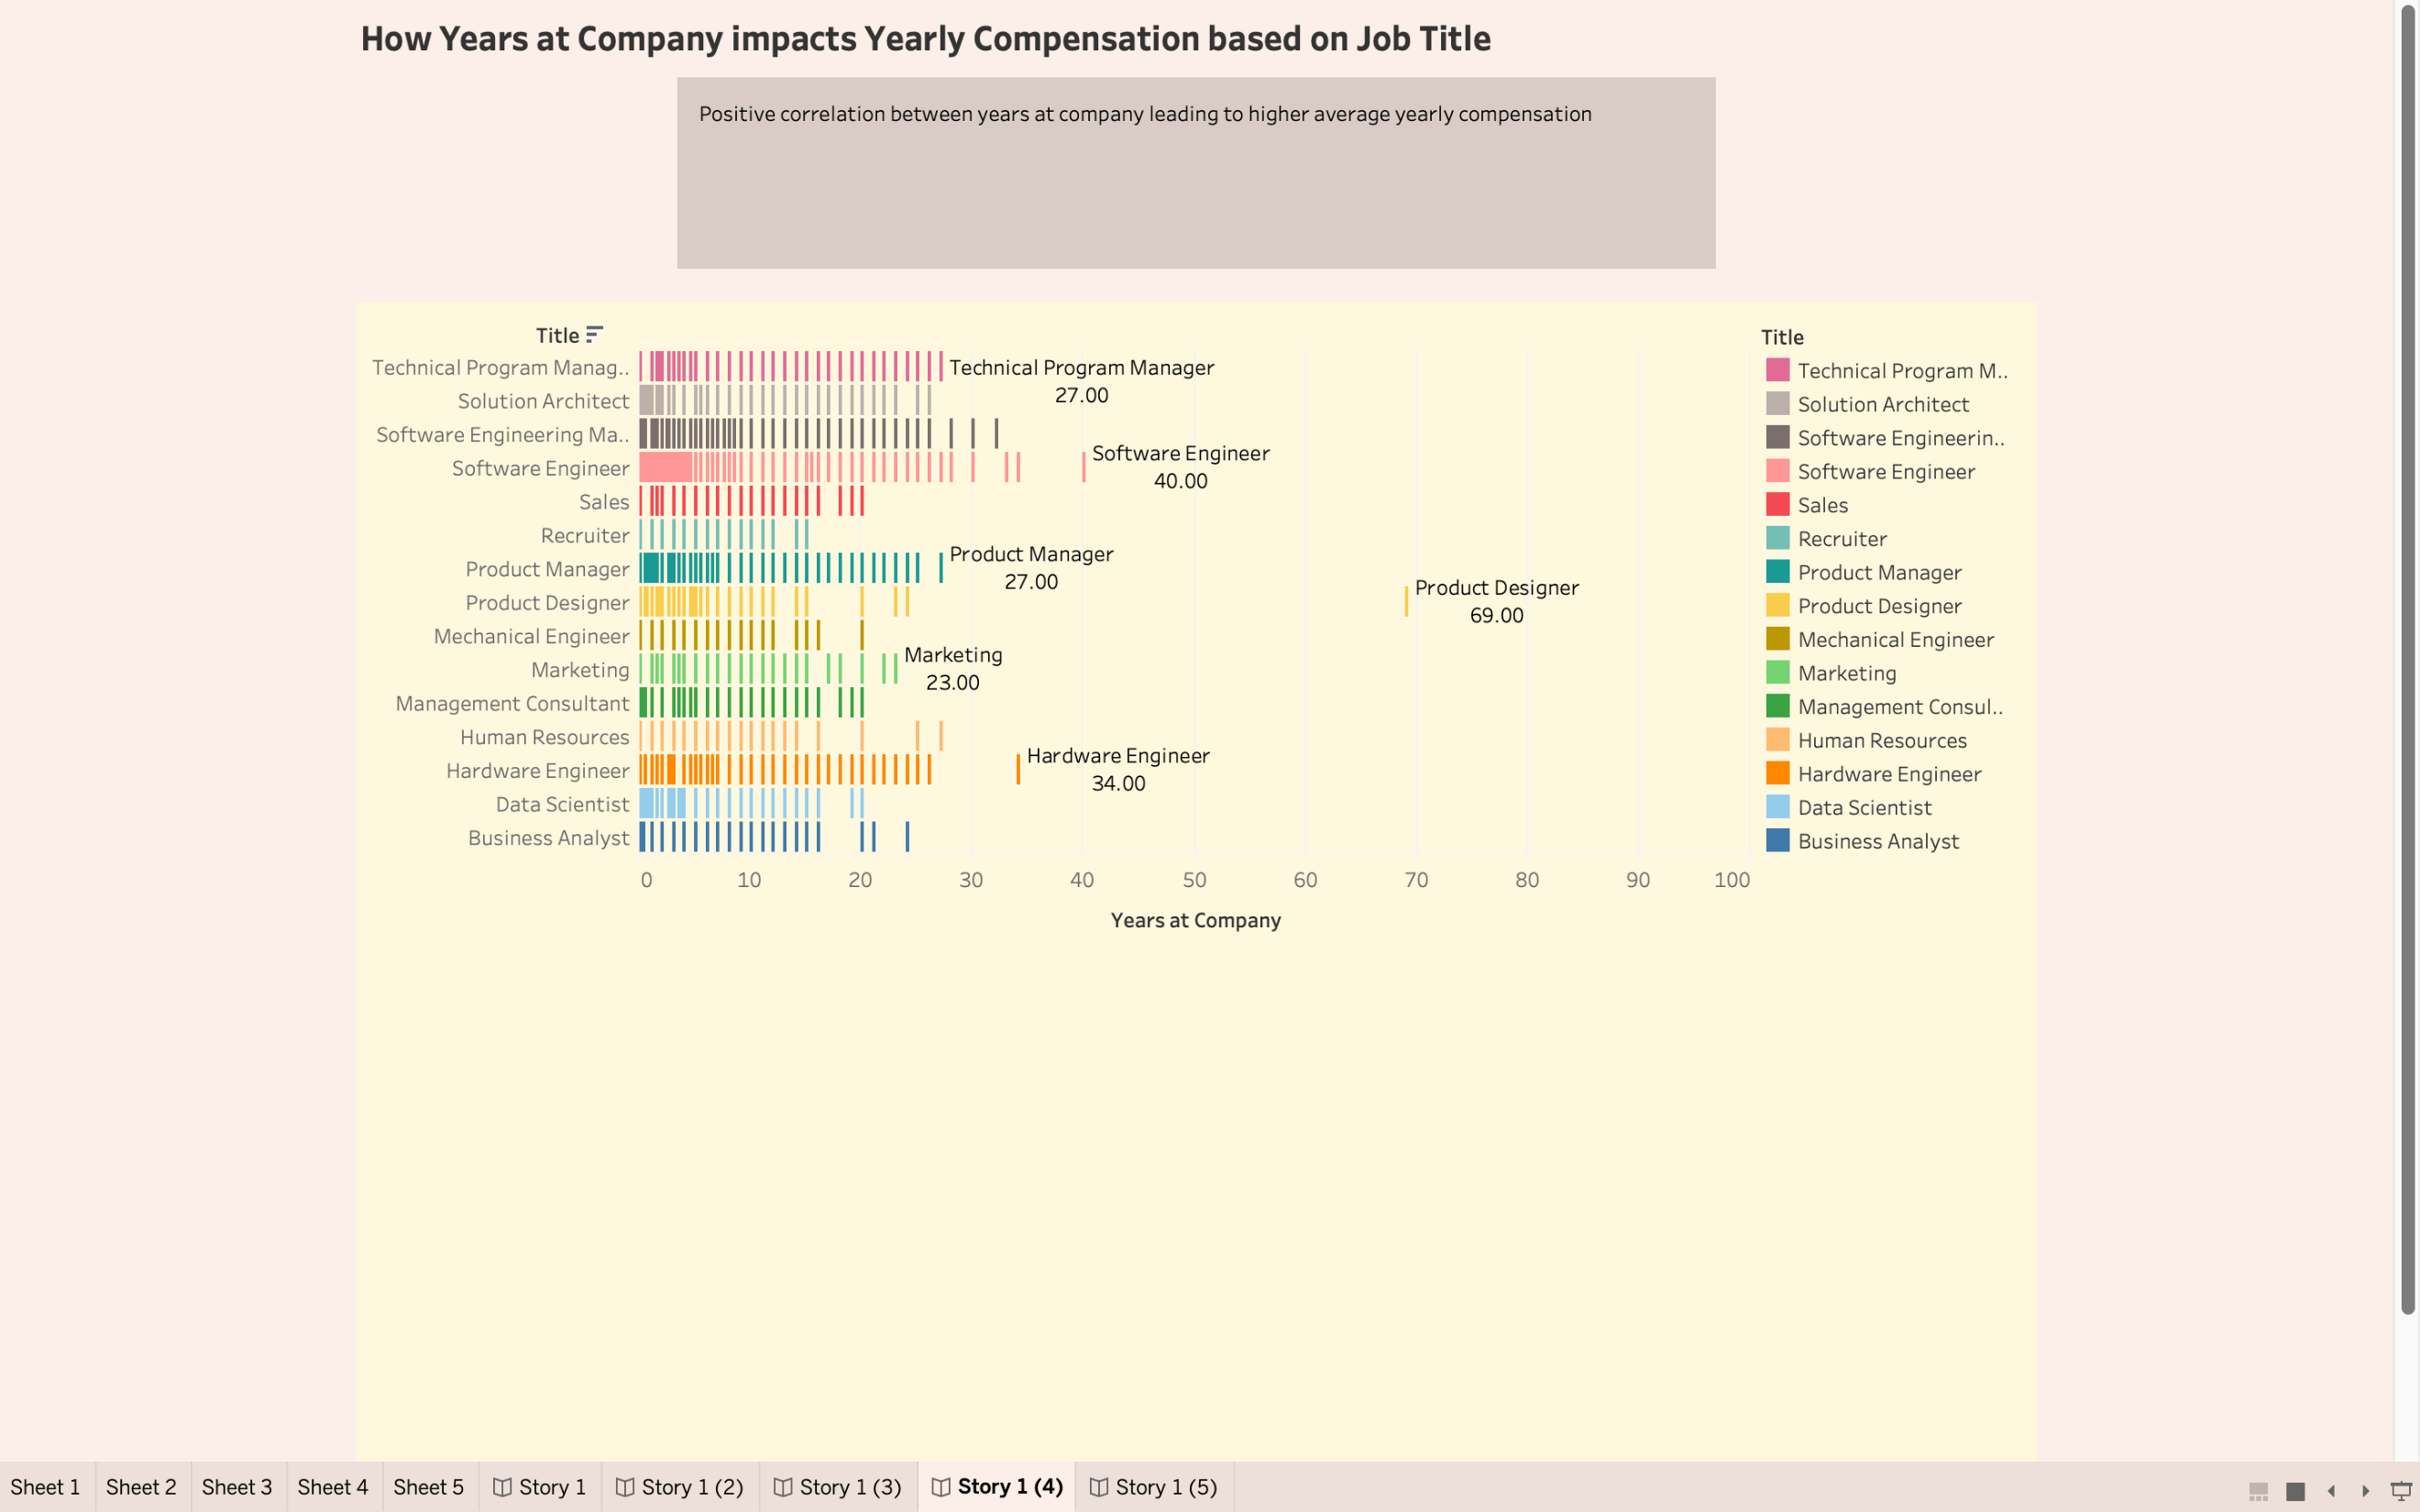 How Years at Company impacts Yearly Compensation based on Job Title
Positive correlation between years at company leading to higher average yearly compensation
Title
Technical Program Manag..
Solution Architect
Software Engineering Ma..
Software Engineer
Sales
Recruiter
Product Manager
Product Designer
Mechanical Engineer
Marketing
Management Consultant
Human Resources
Hardware Engineer
Data Scientist
Business Analyst
Technical Program Manager
27.00
Software Engineer
40.00
Product Manager
27.00
Product Designer
69.00
Marketing
23.00
Hardware Engineer
34.00
0 10 20 30 40 50 60 70 80 90 100
Years at Company
Title
Technical Program M..
Solution Architect
Software Engineerin..
Software Engineer
Sales
Recruiter
Product Manager
Product Designer
Mechanical Engineer
Marketing
Management Consul..
Human Resources
Hardware Engineer
Data Scientist
Business Analyst
Sheet 1 Sheet 2 Sheet 3 Sheet 4 Sheet 5 Story 1 Story 1 (2) Story 1 (3) Story 1 (4) Story 1 (5)